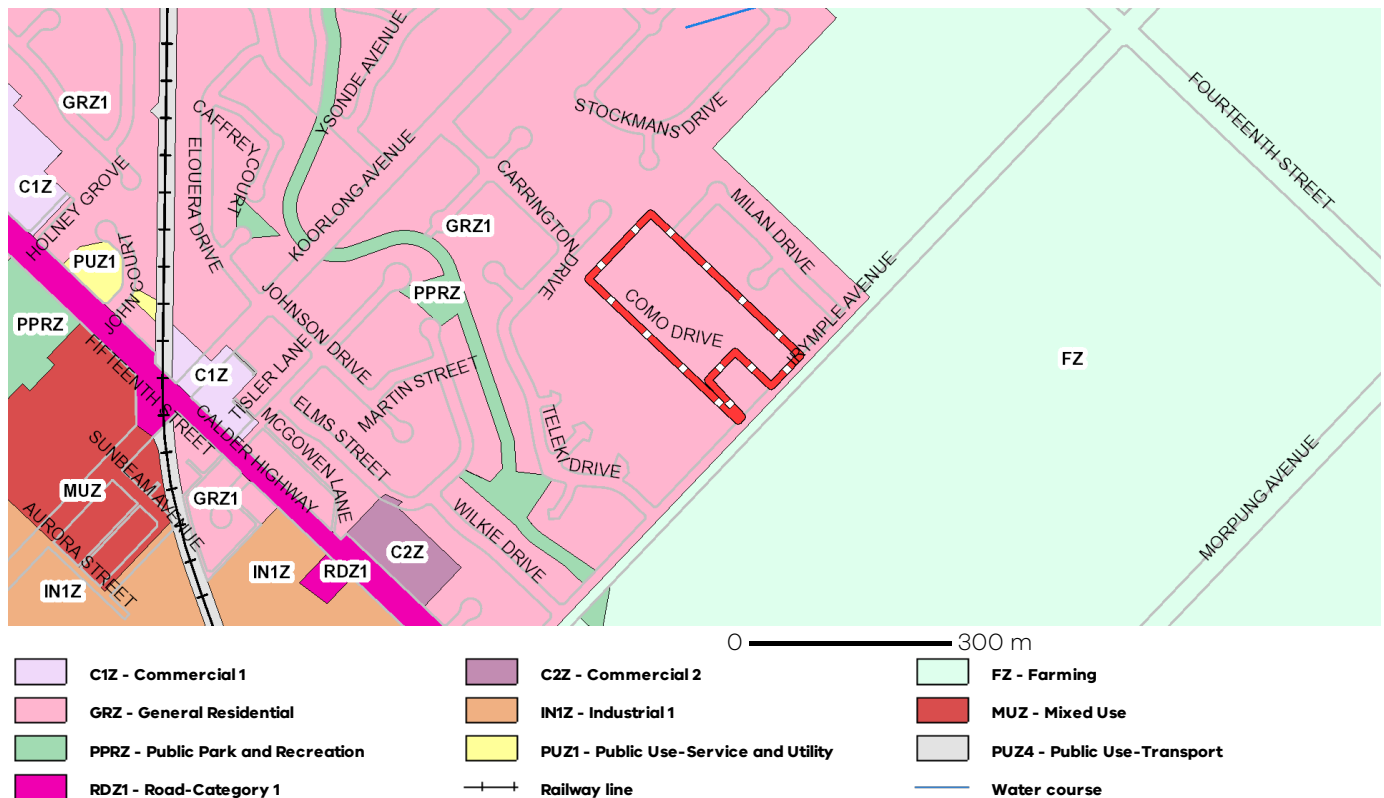 FOURTEENTH STREET
YSONDE AVENUE
STOCKMANS DRIVE
GRZ1
CAFFREY COURT
ELOUERA DRIVE
KOORLONG AVENUE
HOLNEY GROVE
C1Z
CARRINGTON DRIVE
MILAN DRIVE
GRZ1
PUZ1
JOHN COURT
IRYMPLE AVENUE
JOHNSON DRIVE
PPRZ
COMO DRIVE
PPRZ
FIFTEENTH STREET
C1Z
TISLER LANE
MARTIN STREET
FZ
ELMS STREET
CALDER HIGHWAY
MCGOWEN LANE
TELEKI DRIVE
SUNBEAM AVENUE
MUZ
GRZ1
MORPUNG AVENUE
AURORA STREET
WILKIE DRIVE
C2Z
IN1Z
RDZ1
IN1Z
0 300 m
C1Z - Commercial 1
C2Z - Commercial 2
FZ - Farming
GRZ - General Residential
IN1Z - Industrial 1
MUZ - Mixed Use
PPRZ - Public Park and Recreation
PUZ1 - Public Use-Service and Utility
PUZ4 - Public Use-Transport
RDZ1 - Road-Category 1
Railway line
Water course